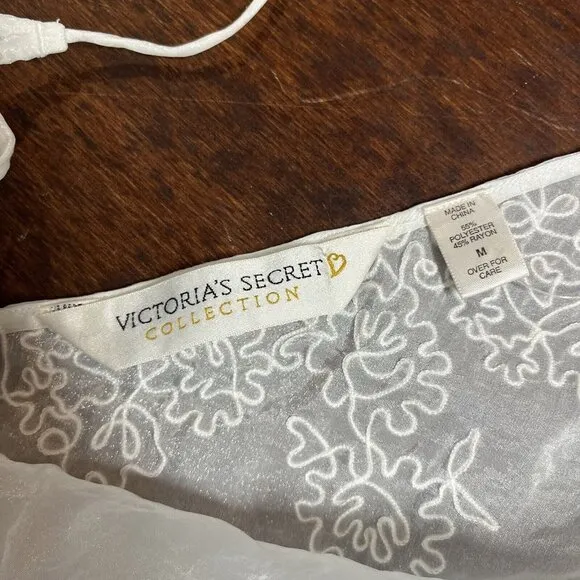 VICTORIA'S SECRET
COLLECTION
MADE IN
CHINA
55%
POLYESTER
45% RAYON
M
OVER FOR
CARE